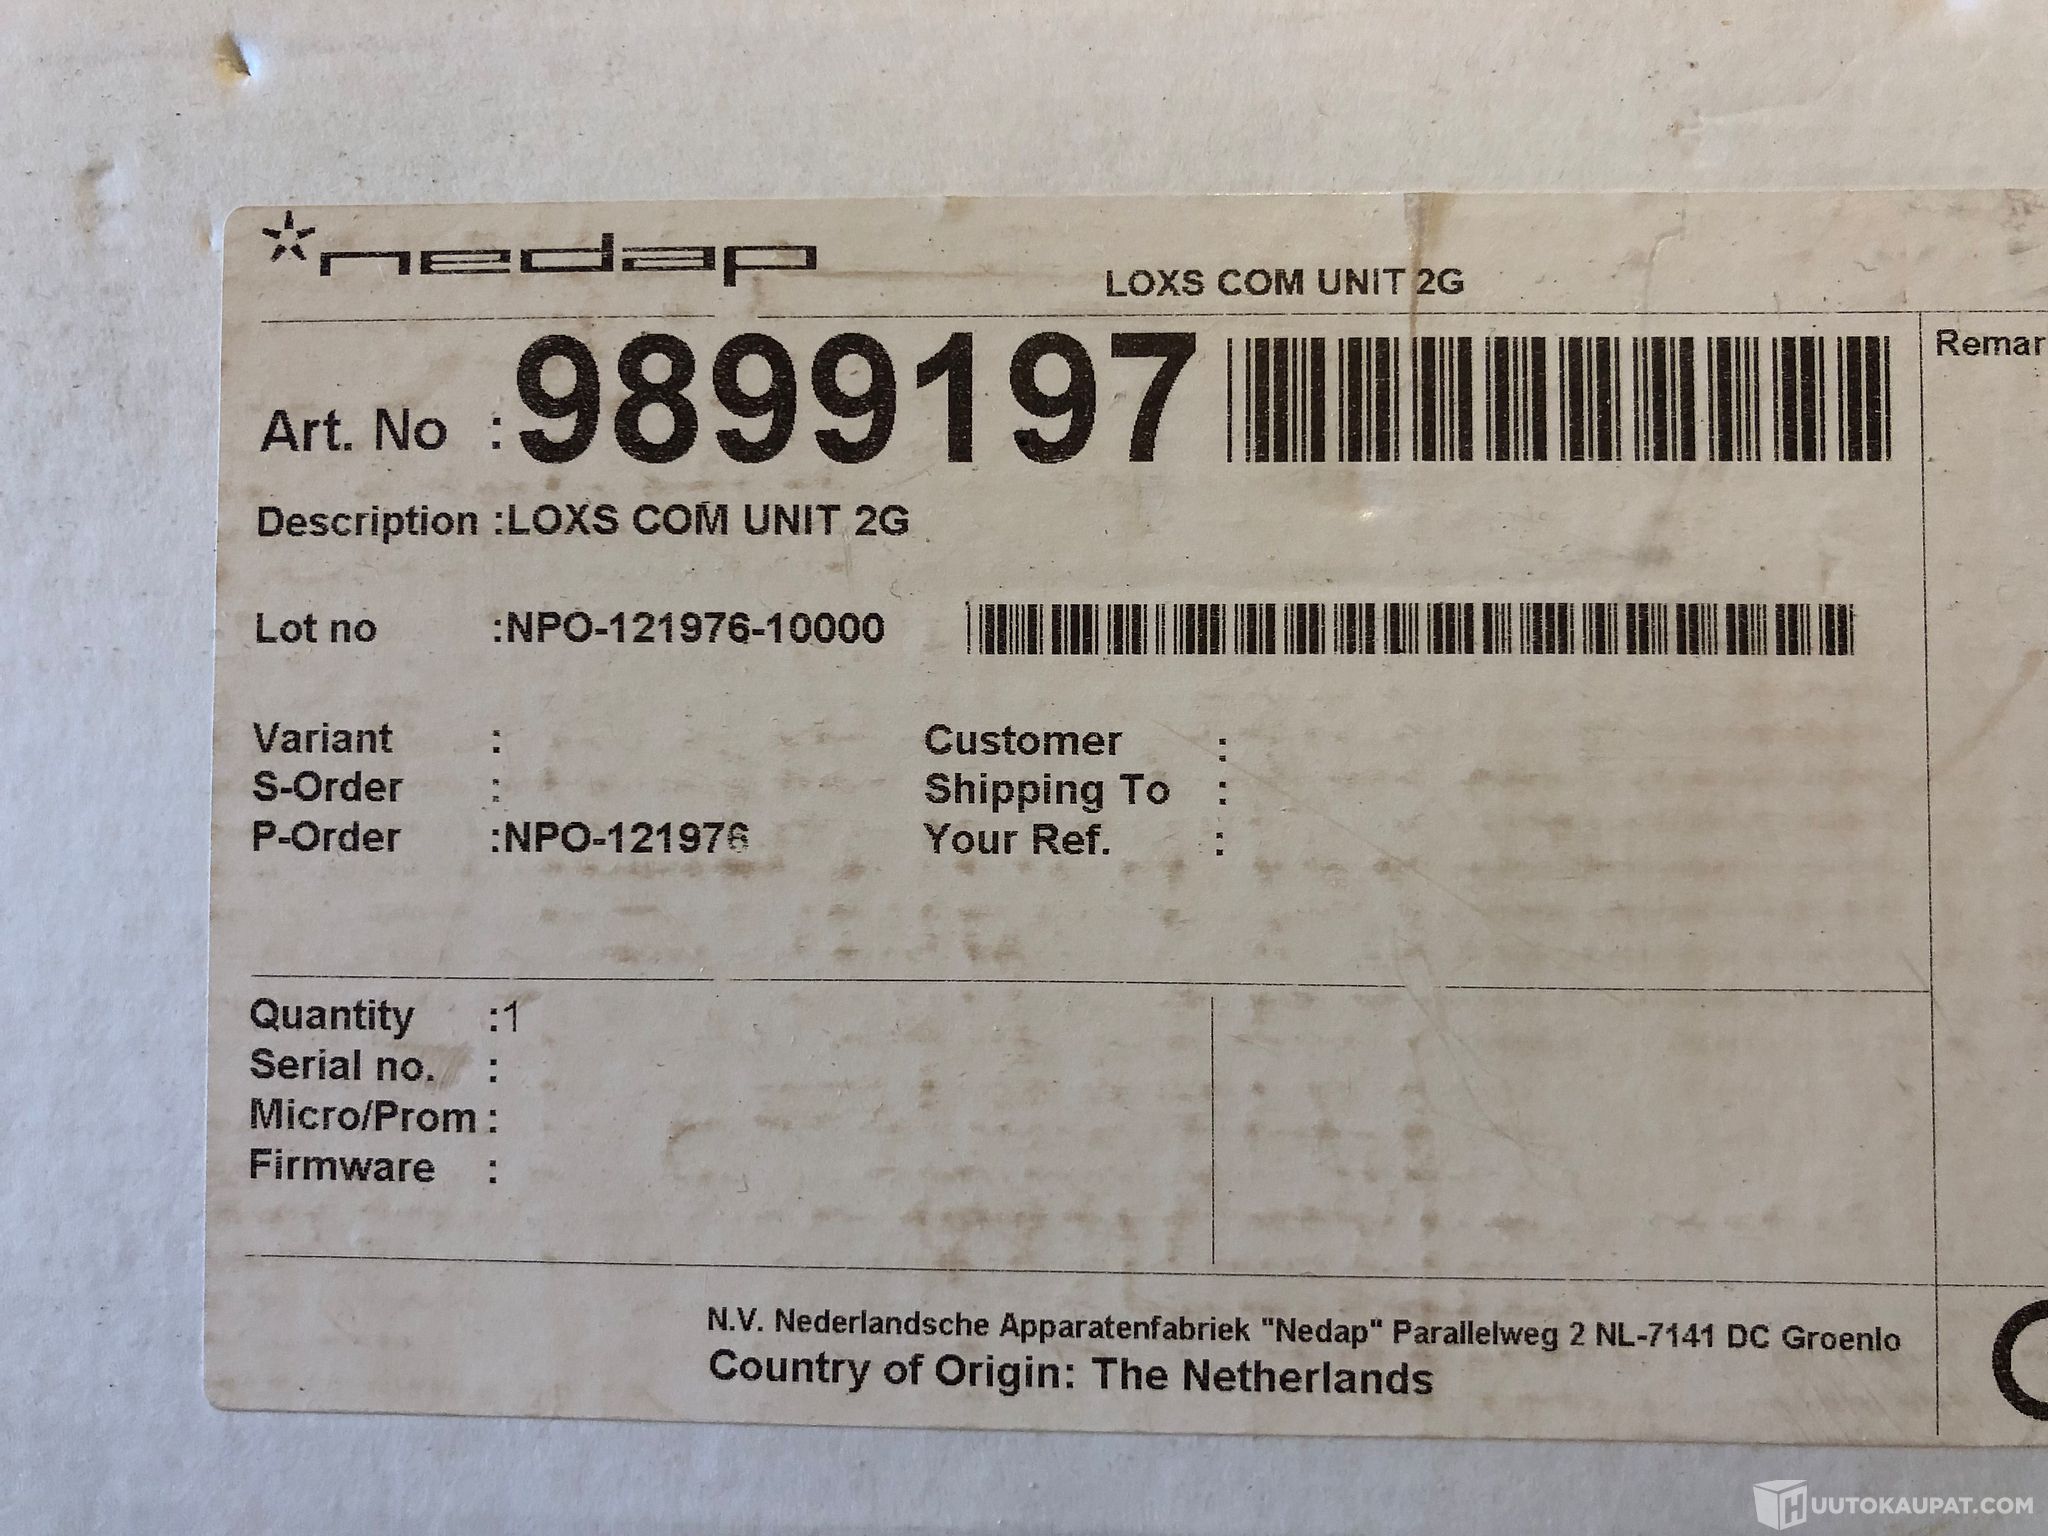 nedap
LOXS COM UNIT 2G
Art. No :9899197
Remar
Description :LOXS COM UNIT 2G
Lot no :NPO-121976-10000
Variant :
S-Order :
P-Order :NPO-121976
Customer :
Shipping To :
Your Ref. :
Quantity :1
Serial no. :
Micro/Prom :
Firmware :
N.V. Nederlandsche Apparatenfabriek "Nedap" Parallelweg 2 NL-7141 DC Groenlo
Country of Origin: The Netherlands
HUUTOKAUPAT.COM